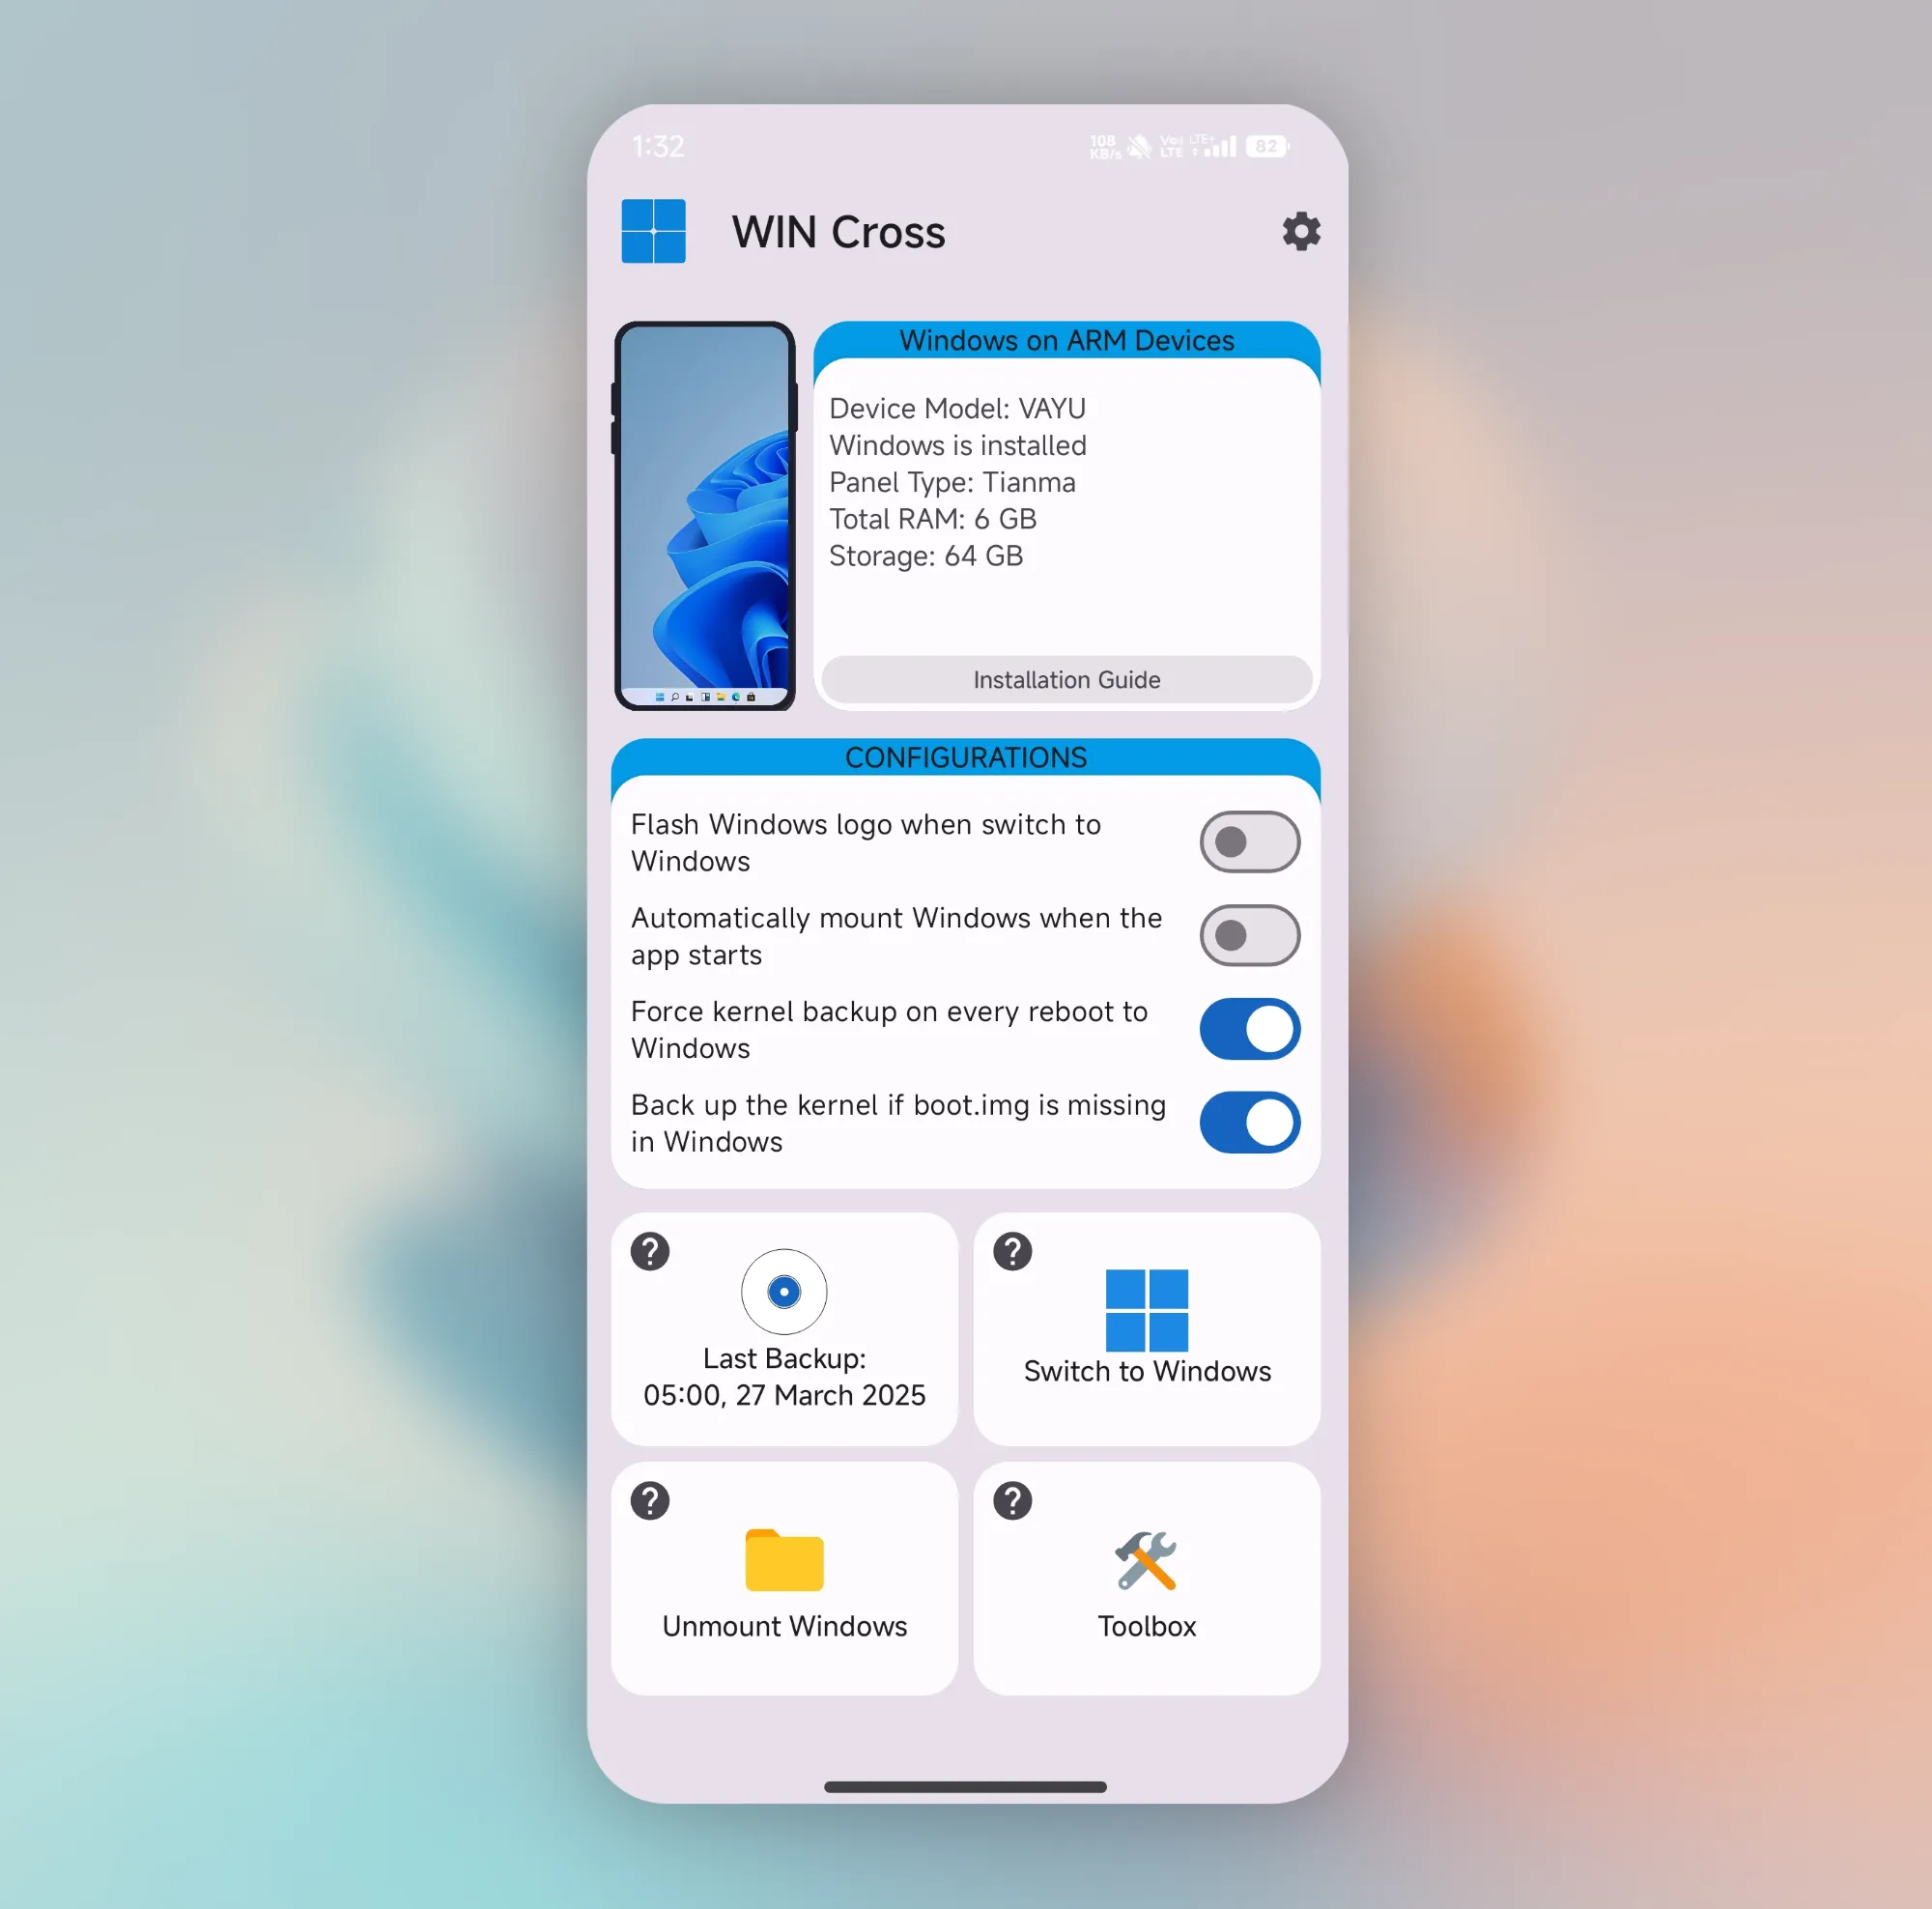 1:32
108
KB/s
Vo))
LTE
LTE+
82
WIN Cross
Windows on ARM Devices
Device Model: VAYU
Windows is installed
Panel Type: Tianma
Total RAM: 6 GB
Storage: 64 GB
Installation Guide
CONFIGURATIONS
Flash Windows logo when switch to
Windows
Automatically mount Windows when the
app starts
Force kernel backup on every reboot to
Windows
Back up the kernel if boot.img is missing
in Windows
?
Last Backup:
05:00, 27 March 2025
?
Switch to Windows
?
Unmount Windows
?
Toolbox